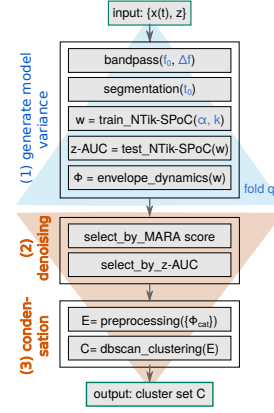 input: {x(t), z}
(1) generate model
variance
bandpass(f₀, Δf)
segmentation(t₀)
w = train_NTik-SPoC(α, k)
z-AUC = test_NTik-SPoC(w)
Φ = envelope_dynamics(w)
fold q
(2)
denoising
select_by_MARA score
select_by_z-AUC
(3) conden-
sation
E= preprocessing({Φcat})
C= dbscan_clustering(E)
output: cluster set C